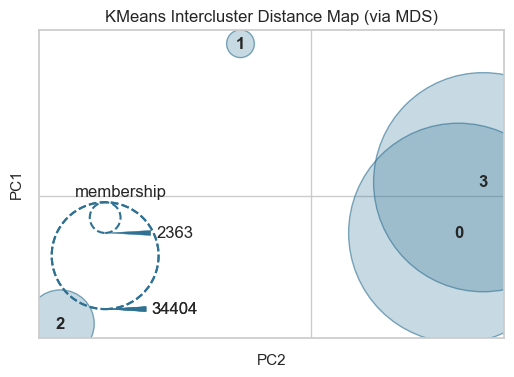 KMeans Intercluster Distance Map (via MDS)
1
PC1
membership
3
2363
0
34404
2
PC2